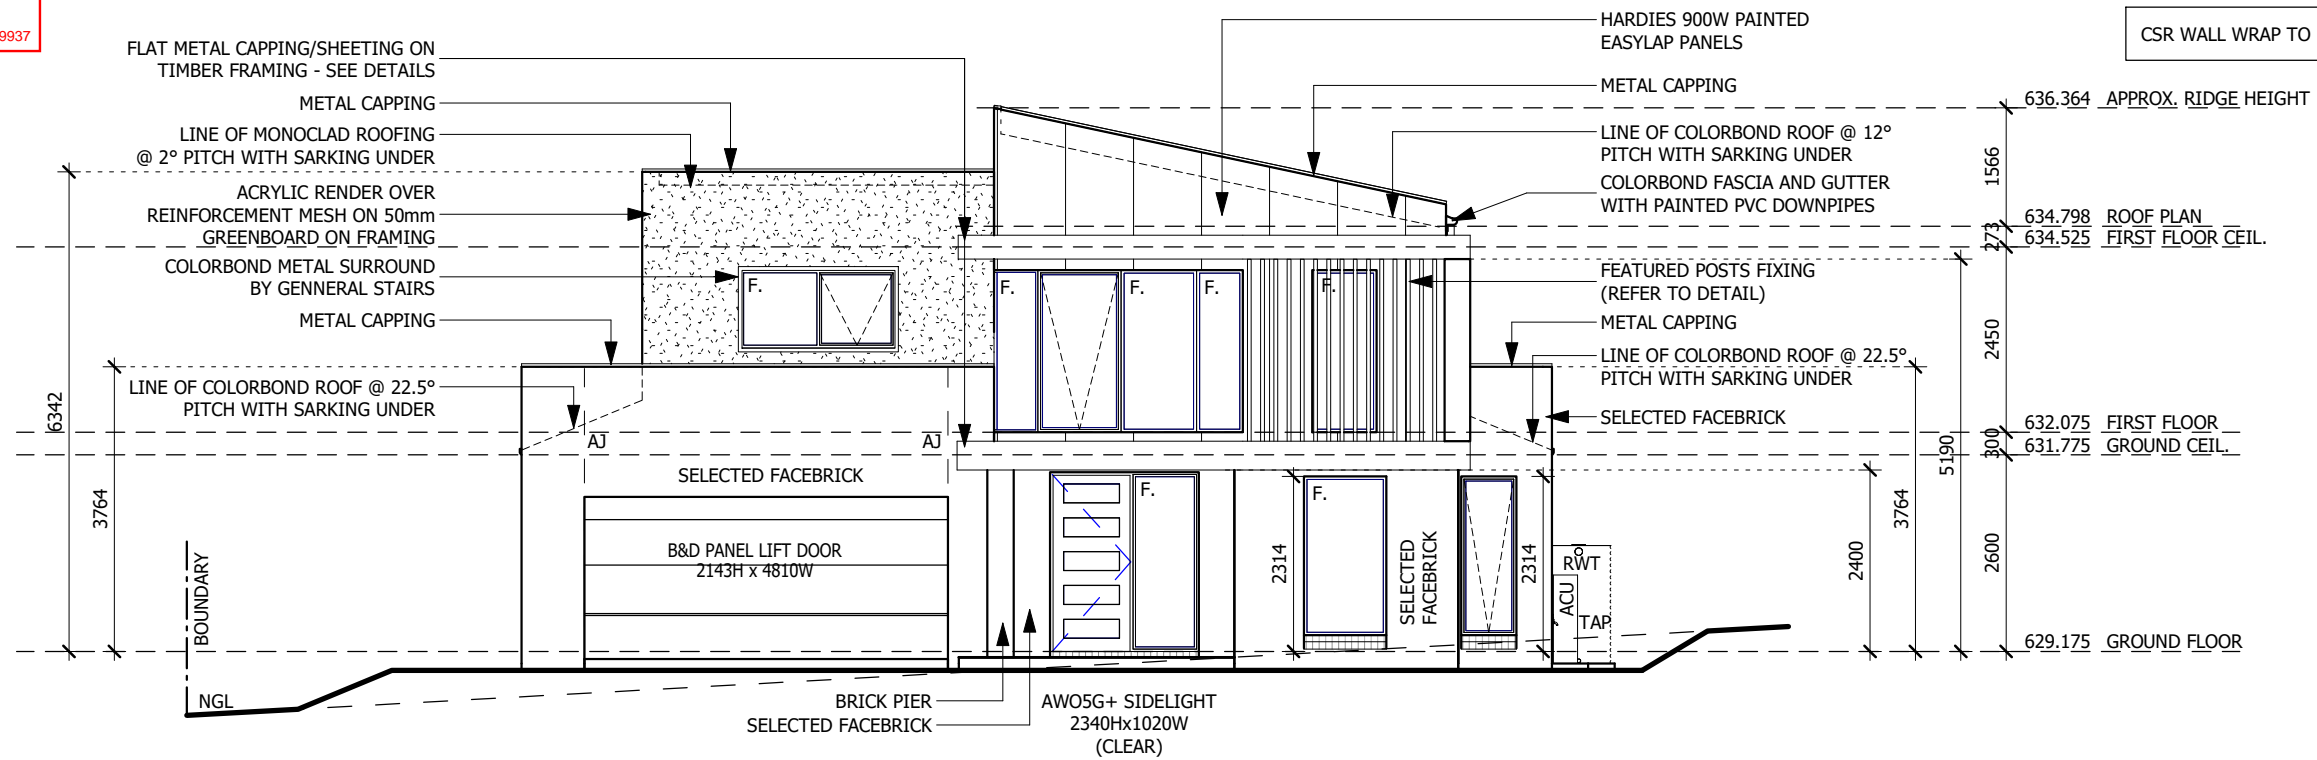 9937
FLAT METAL CAPPING/SHEETING ON
TIMBER FRAMING - SEE DETAILS
METAL CAPPING
LINE OF MONOCLAD ROOFING
@ 2° PITCH WITH SARKING UNDER
ACRYLIC RENDER OVER
REINFORCEMENT MESH ON 50mm
GREENBOARD ON FRAMING
COLORBOND METAL SURROUND
BY GENNERAL STAIRS
METAL CAPPING
LINE OF COLORBOND ROOF @ 22.5°
PITCH WITH SARKING UNDER
6342
3764
BOUNDARY
NGL
F.
F.
F.
F.
F.
AJ
AJ
SELECTED FACEBRICK
B&D PANEL LIFT DOOR
2143H x 4810W
F.
F.
2314
SELECTED
FACEBRICK
2314
RWT
ACU
TAP
BRICK PIER
SELECTED FACEBRICK
AWO5G+ SIDELIGHT
2340Hx1020W
(CLEAR)
HARDIES 900W PAINTED
EASYLAP PANELS
METAL CAPPING
LINE OF COLORBOND ROOF @ 12°
PITCH WITH SARKING UNDER
COLORBOND FASCIA AND GUTTER
WITH PAINTED PVC DOWNPIPES
FEATURED POSTS FIXING
(REFER TO DETAIL)
METAL CAPPING
LINE OF COLORBOND ROOF @ 22.5°
PITCH WITH SARKING UNDER
SELECTED FACEBRICK
2400
3764
5190
1566
273
2450
300
2600
CSR WALL WRAP TO
636.364 APPROX. RIDGE HEIGHT
634.798 ROOF PLAN
634.525 FIRST FLOOR CEIL.
632.075 FIRST FLOOR
631.775 GROUND CEIL.
629.175 GROUND FLOOR